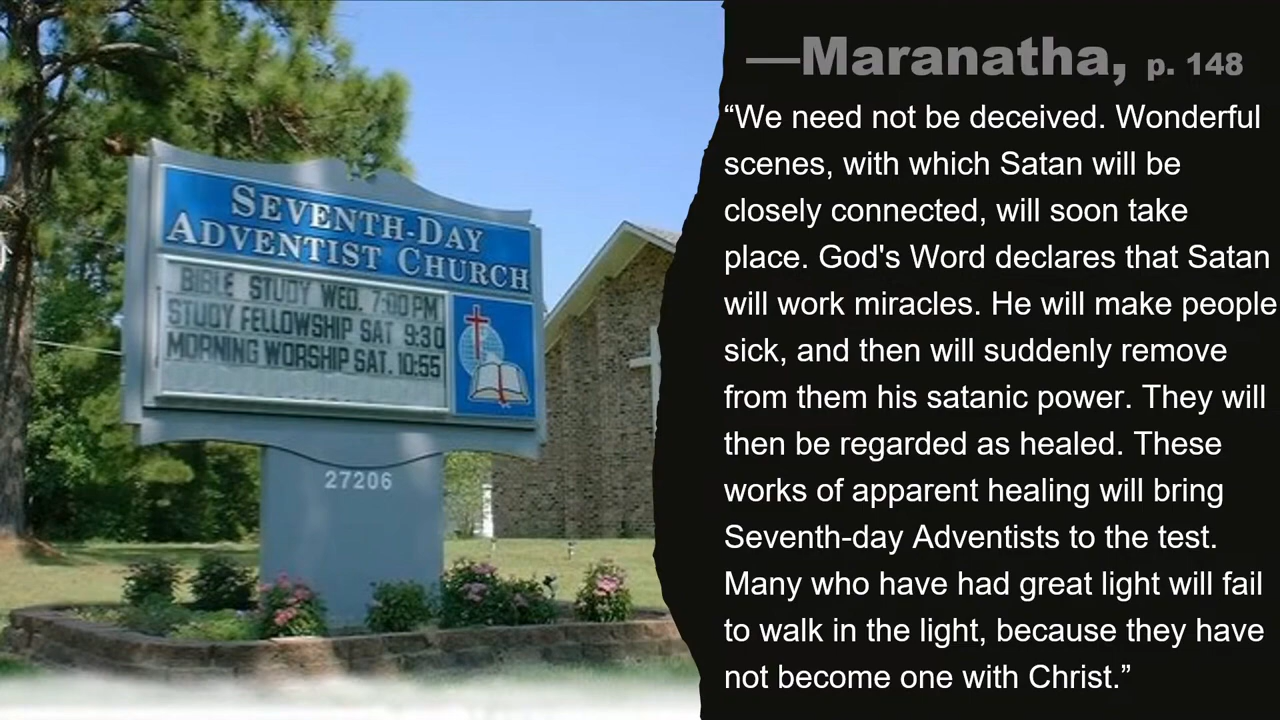 SEVENTH-DAY
ADVENTIST CHURCH
BIBLE STUDY WED. 7:00 PM
STUDY FELLOWSHIP SAT 9:30
MORNING WORSHIP SAT. 10:55
27206
—Maranatha, p. 148
“We need not be deceived. Wonderful
scenes, with which Satan will be
closely connected, will soon take
place. God's Word declares that Satan
will work miracles. He will make people
sick, and then will suddenly remove
from them his satanic power. They will
then be regarded as healed. These
works of apparent healing will bring
Seventh-day Adventists to the test.
Many who have had great light will fail
to walk in the light, because they have
not become one with Christ.”